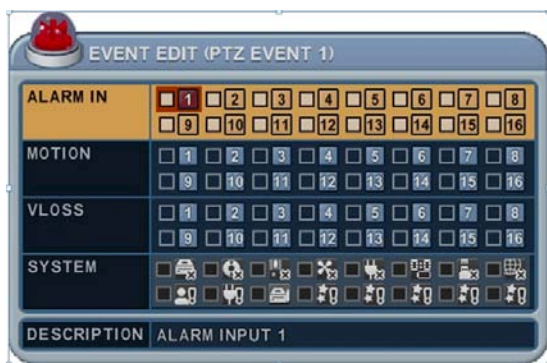 EVENT EDIT (PTZ EVENT 1)
ALARM IN 1 2 3 4 5 6 7 8
9 10 11 12 13 14 15 16
MOTION 1 2 3 4 5 6 7 8
9 10 11 12 13 14 15 16
VLOSS 1 2 3 4 5 6 7 8
9 10 11 12 13 14 15 16
SYSTEM
DESCRIPTION ALARM INPUT 1